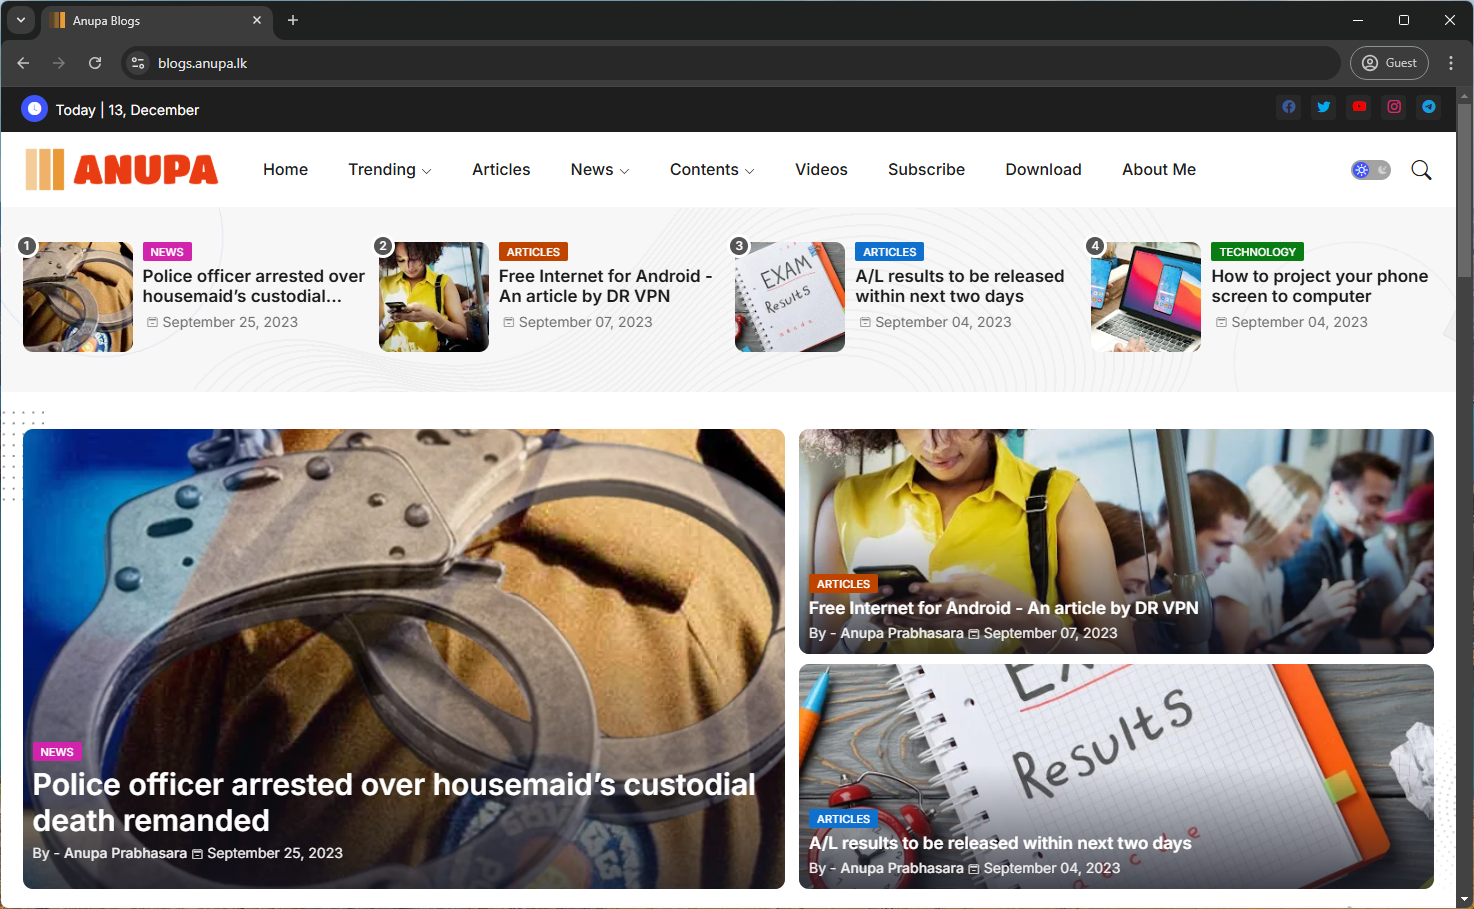 Anupa Blogs
blogs.anupa.lk
Guest
Today | 13, December
ANUPA
Home
Trending
Articles
News
Contents
Videos
Subscribe
Download
About Me
1
NEWS
Police officer arrested over
housemaid’s custodial...
September 25, 2023
2
ARTICLES
Free Internet for Android -
An article by DR VPN
September 07, 2023
3
EXAM
Results
ARTICLES
A/L results to be released
within next two days
September 04, 2023
4
TECHNOLOGY
How to project your phone
screen to computer
September 04, 2023
NEWS
Police officer arrested over housemaid’s custodial
death remanded
By - Anupa Prabhasara September 25, 2023
ARTICLES
Free Internet for Android - An article by DR VPN
By - Anupa Prabhasara September 07, 2023
Results
ARTICLES
A/L results to be released within next two days
By - Anupa Prabhasara September 04, 2023